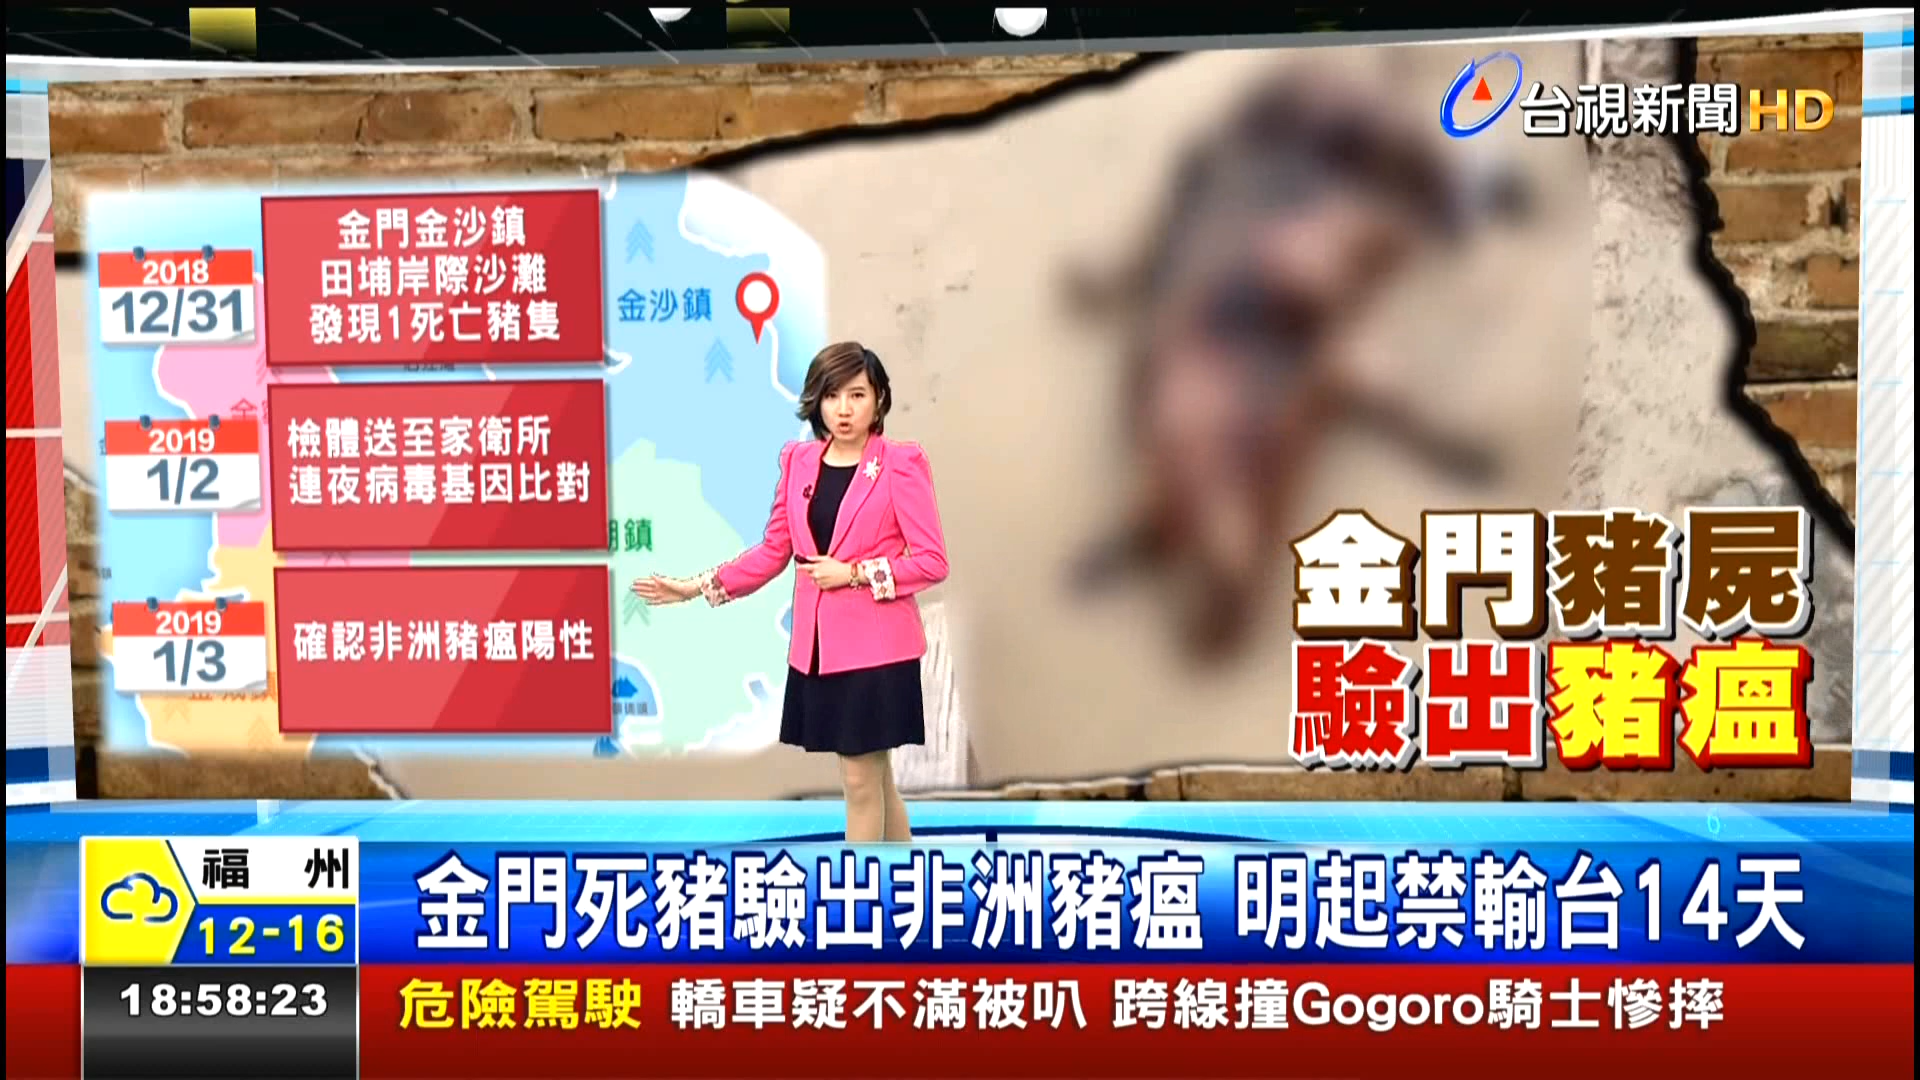 台視新聞HD
2018
12/31
金門金沙鎮
田埔岸際沙灘
發現1死亡豬隻
金沙鎮
2019
1/2
檢體送至家衛所
連夜病毒基因比對
湖鎮
2019
1/3
確認非洲豬瘟陽性
金門豬屍
驗出豬瘟
福州
12-16
金門死豬驗出非洲豬瘟 明起禁輸台14天
18:58:23
危險駕駛 轎車疑不滿被叭 跨線撞Gogoro騎士慘摔